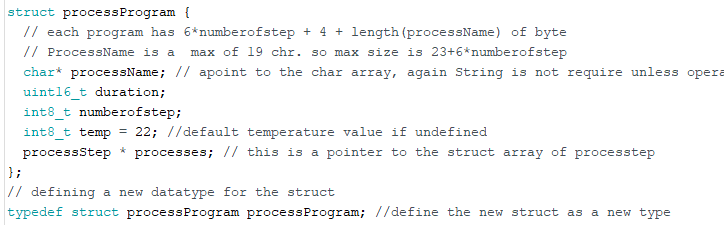 struct processProgram {
// each program has 6*numberofstep + 4 + length(processName) of byte
// ProcessName is a  max of 19 chr. so max size is 23+6*numberofstep
char* processName; // apoint to the char array, again String is not require unless opera
uint16_t duration;
int8_t numberofstep;
int8_t temp = 22; //default temperature value if undefined
processStep * processes; // this is a pointer to the struct array of processtep
};
// defining a new datatype for the struct
typedef struct processProgram processProgram; //define the new struct as a new type